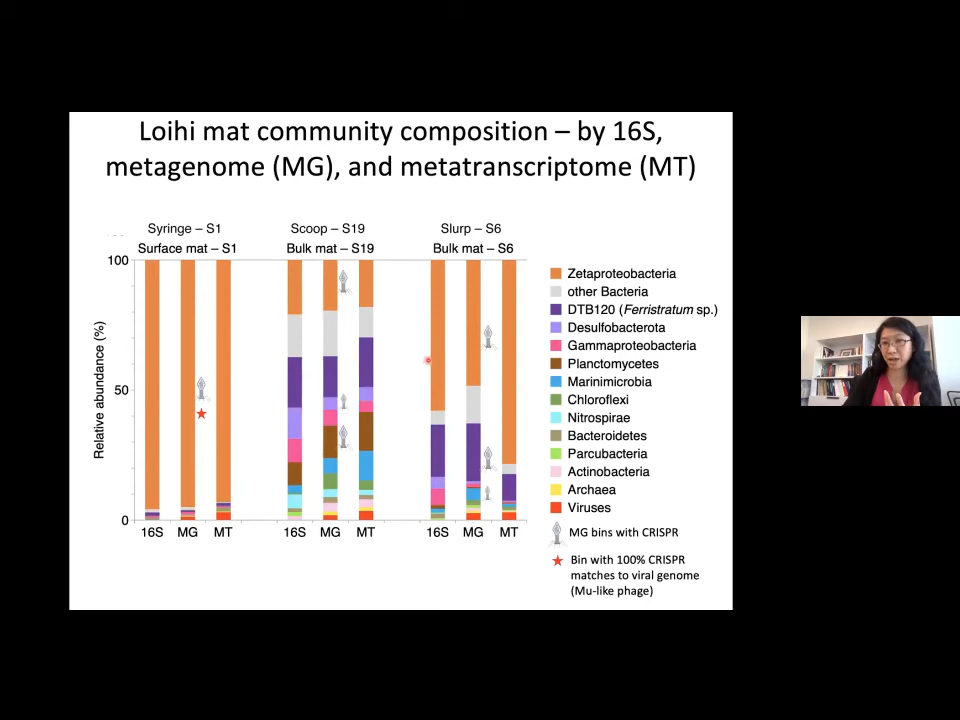 Loihi mat community composition – by 16S,
metagenome (MG), and metatranscriptome (MT)
Syringe – S1
Scoop – S19
Slurp – S6
Surface mat – S1
Bulk mat – S19
Bulk mat – S6
100
50
0
Relative abundance (%)
16S MG MT
16S MG MT
16S MG MT
Zetaproteobacteria
other Bacteria
DTB120 (Ferristratum sp.)
Desulfobacterota
Gammaproteobacteria
Planctomycetes
Marinimicrobia
Chloroflexi
Nitrospirae
Bacteroidetes
Parcubacteria
Actinobacteria
Archaea
Viruses
MG bins with CRISPR
Bin with 100% CRISPR
matches to viral genome
(Mu-like phage)